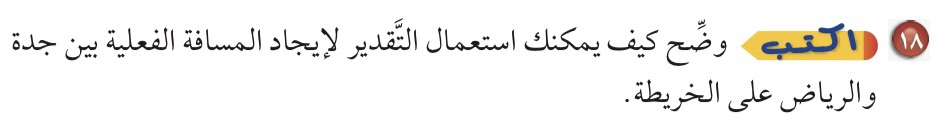 ١٨ اكتب وضِّح كيف يمكنك استعمال التَّقدير لإيجاد المسافة الفعلية بين جدة
والرياض على الخريطة.